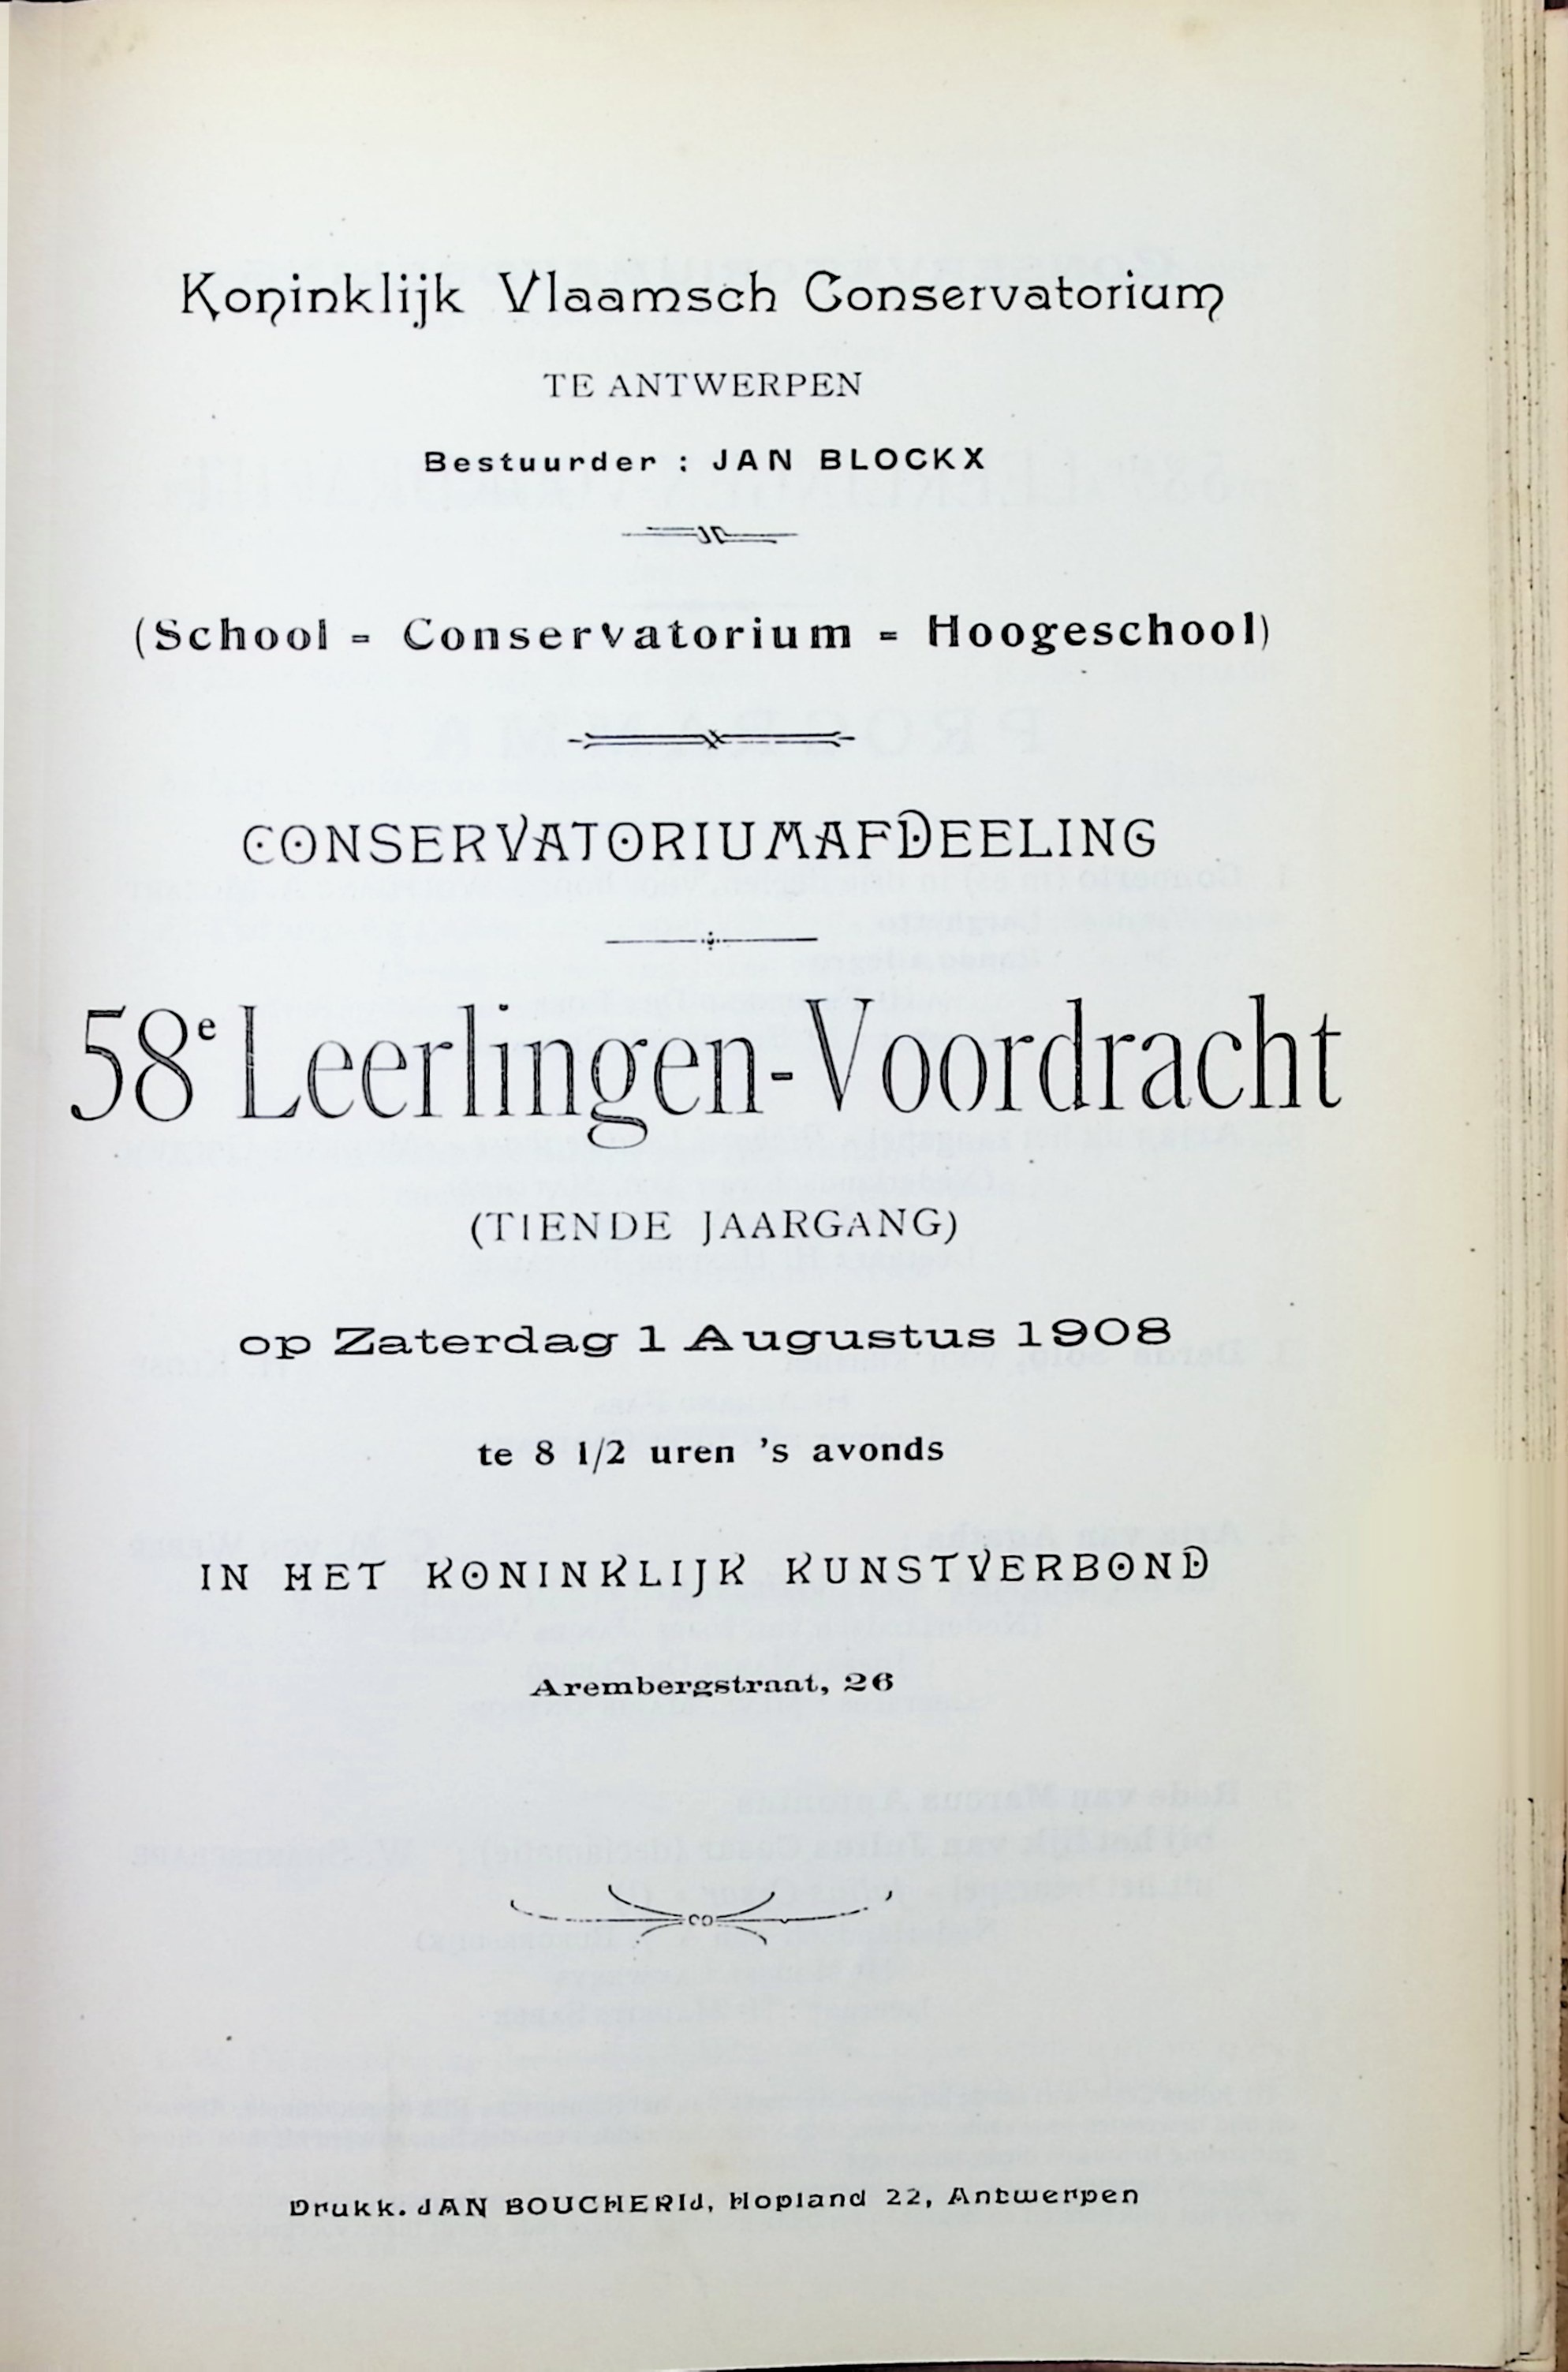 Koninklijk Vlaamsch Conservatorium
TE ANTWERPEN
Bestuurder : JAN BLOCKX
(School = Conservatorium = Hoogeschool)
CONSERVATORIUMAFDEELING
58e Leerlingen-Voordracht
(TIENDE JAARGANG)
op Zaterdag 1 Augustus 1908
te 8 1/2 uren 's avonds
IN HET KONINKLIJK KUNSTVERBOND
Arembergstraat, 26
Drukk. JAN BOUCHERIJ, Hopland 22, Antwerpen